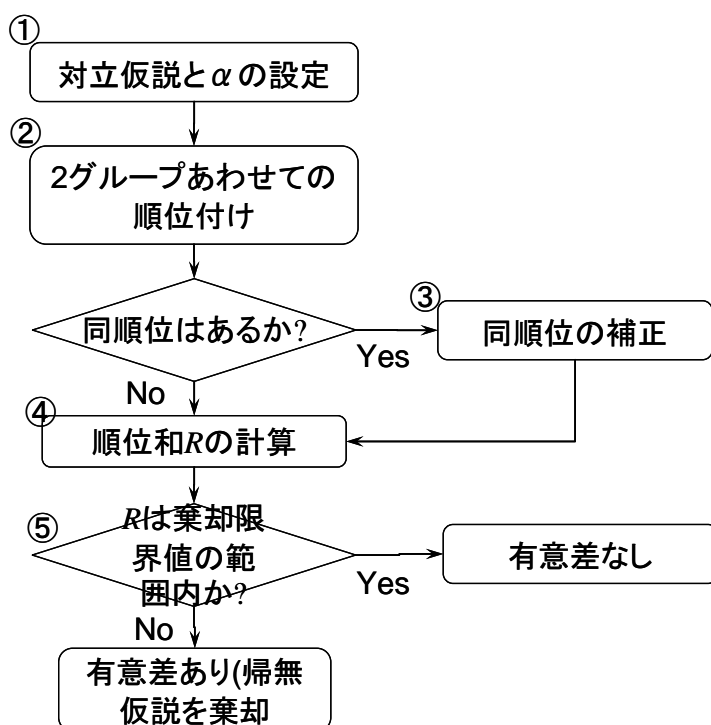 ①
対立仮説とαの設定
②
2グループあわせての
順位付け
同順位はあるか?
Yes
③
同順位の補正
No
④
順位和Rの計算
⑤
Rは棄却限
界値の範
囲内か?
Yes
有意差なし
No
有意差あり(帰無
仮説を棄却